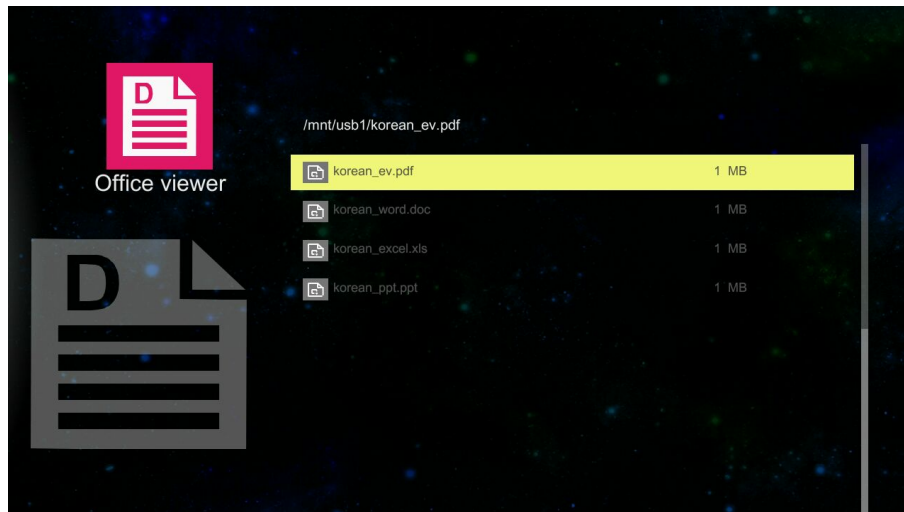 D
Office viewer
D
/mnt/usb1/korean_ev.pdf
korean_ev.pdf 1 MB
korean_word.doc 1 MB
korean_excel.xls 1 MB
korean_ppt.ppt 1 MB